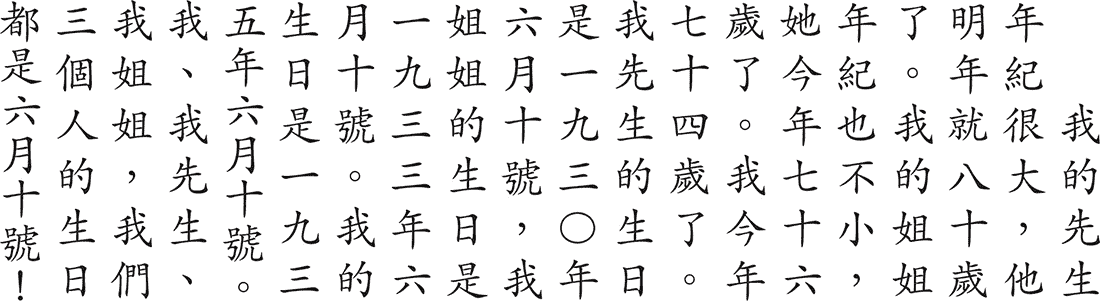 我的先生
年紀很大，他
明年就八十歲
了。我的姐姐
年紀也不小，
她今年七十六
歲了。我今年
七十四歲了。
我先生的生日
是一九三〇年
六月十號，我
姐姐的生日是
一九三三年六
月十號。我的
生日是一九三
五年六月十號。
我、我先生、
我姐姐，我們
三個人的生日
都是六月十號！